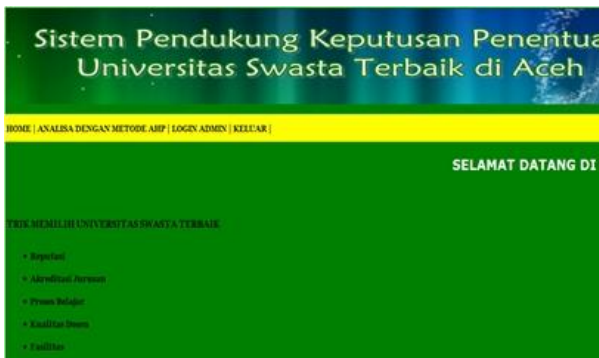 Sistem Pendukung Keputusan Penentua
Universitas Swasta Terbaik di Aceh
HOME | ANALISA DENGAN METODE AHP | LOGIN ADMIN | KELUAR |
SELAMAT DATANG DI
TRIK MEMILIH UNIVERSITAS SWASTA TERBAIK
• Reputasi
• Akreditasi Jurusan
• Proses Belajar
• Kualitas Dosen
• Fasilitas